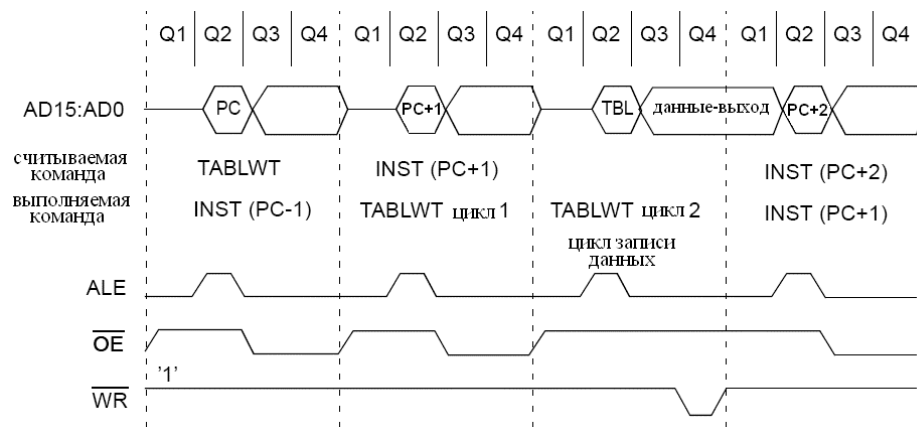 Q1 Q2 Q3 Q4 Q1 Q2 Q3 Q4 Q1 Q2 Q3 Q4 Q1 Q2 Q3 Q4
AD15:AD0 PC PC+1 TBL данные-выход PC+2
считываемая
команда
TABLWT INST (PC+1) INST (PC+2)
выполняемая
команда
INST (PC-1) TABLWT цикл 1 TABLWT цикл 2 INST (PC+1)
цикл записи
данных
ALE
OE
'1'
WR